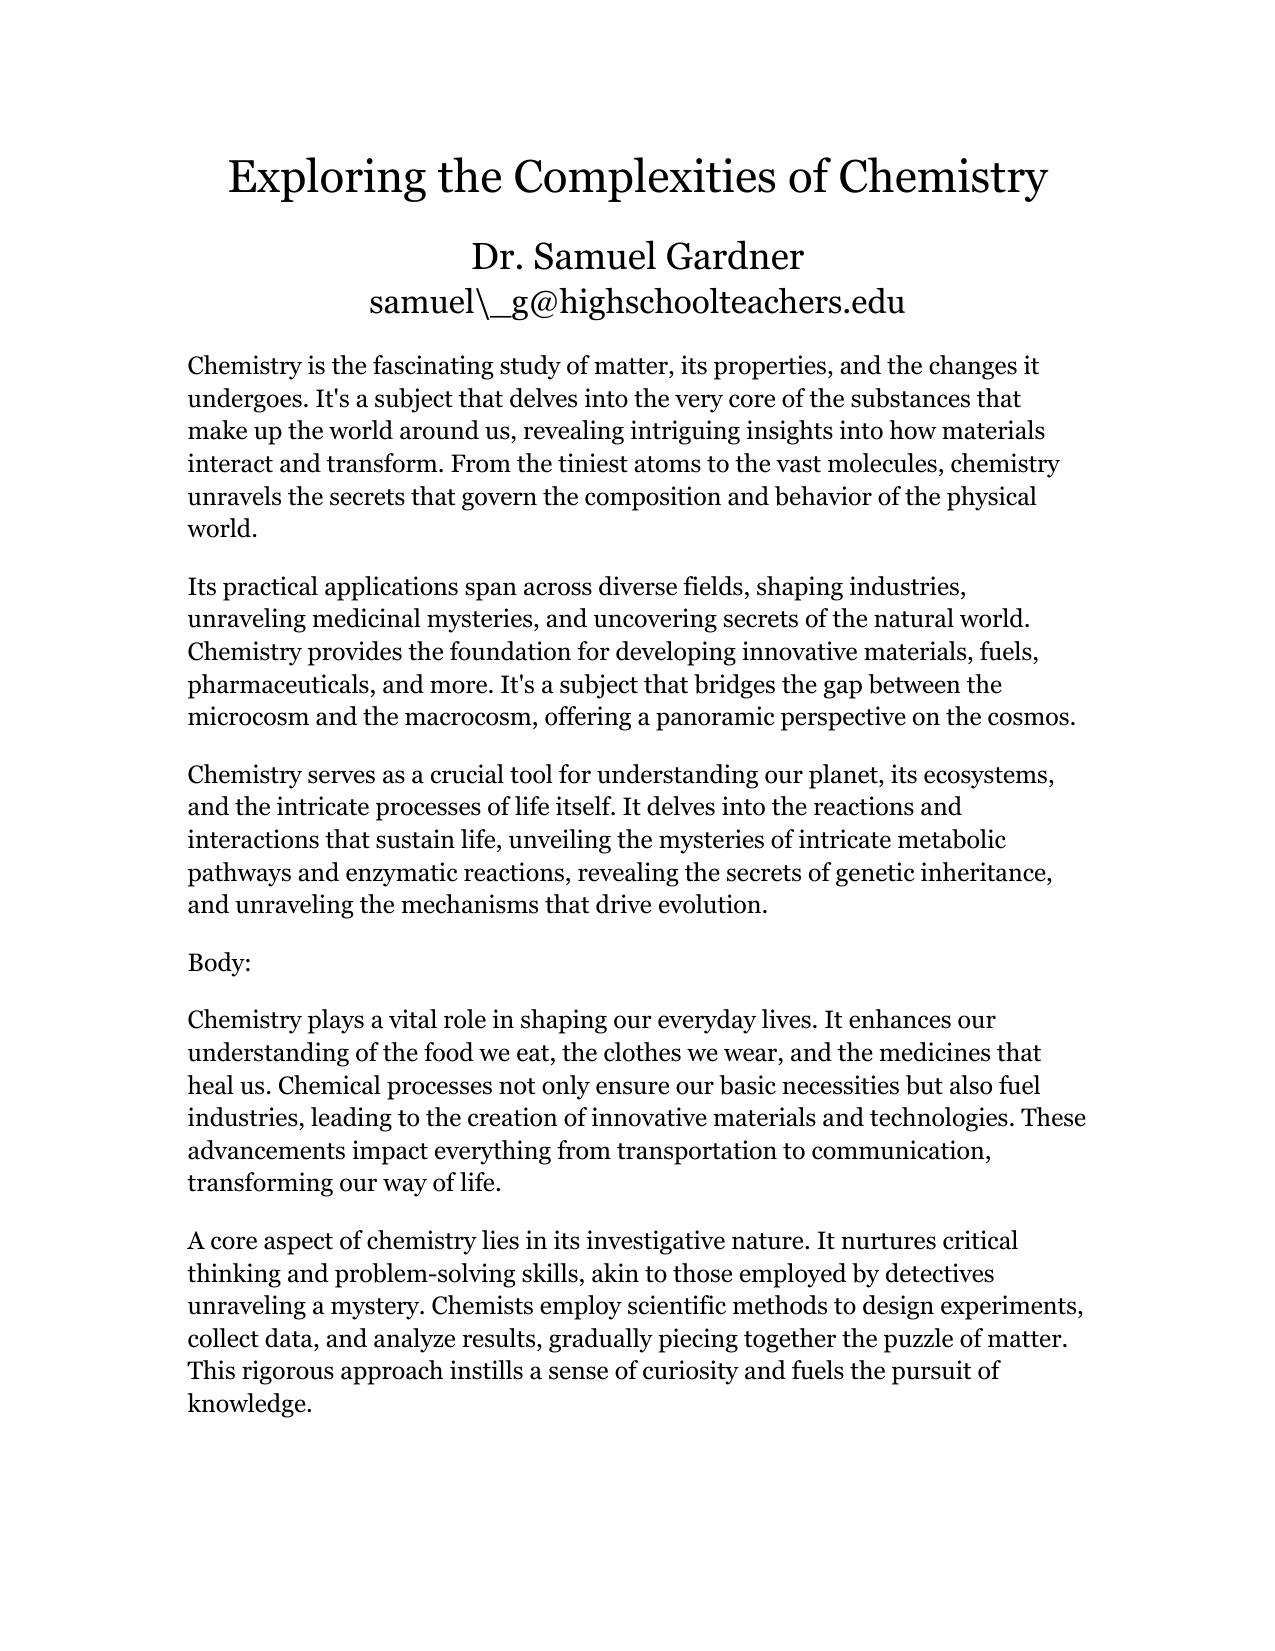 Exploring the Complexities of Chemistry
Dr. Samuel Gardner
samuel\_g@highschoolteachers.edu
Chemistry is the fascinating study of matter, its properties, and the changes it
undergoes. It's a subject that delves into the very core of the substances that
make up the world around us, revealing intriguing insights into how materials
interact and transform. From the tiniest atoms to the vast molecules, chemistry
unravels the secrets that govern the composition and behavior of the physical
world.
Its practical applications span across diverse fields, shaping industries,
unraveling medicinal mysteries, and uncovering secrets of the natural world.
Chemistry provides the foundation for developing innovative materials, fuels,
pharmaceuticals, and more. It's a subject that bridges the gap between the
microcosm and the macrocosm, offering a panoramic perspective on the cosmos.
Chemistry serves as a crucial tool for understanding our planet, its ecosystems,
and the intricate processes of life itself. It delves into the reactions and
interactions that sustain life, unveiling the mysteries of intricate metabolic
pathways and enzymatic reactions, revealing the secrets of genetic inheritance,
and unraveling the mechanisms that drive evolution.
Body:
Chemistry plays a vital role in shaping our everyday lives. It enhances our
understanding of the food we eat, the clothes we wear, and the medicines that
heal us. Chemical processes not only ensure our basic necessities but also fuel
industries, leading to the creation of innovative materials and technologies. These
advancements impact everything from transportation to communication,
transforming our way of life.
A core aspect of chemistry lies in its investigative nature. It nurtures critical
thinking and problem-solving skills, akin to those employed by detectives
unraveling a mystery. Chemists employ scientific methods to design experiments,
collect data, and analyze results, gradually piecing together the puzzle of matter.
This rigorous approach instills a sense of curiosity and fuels the pursuit of
knowledge.